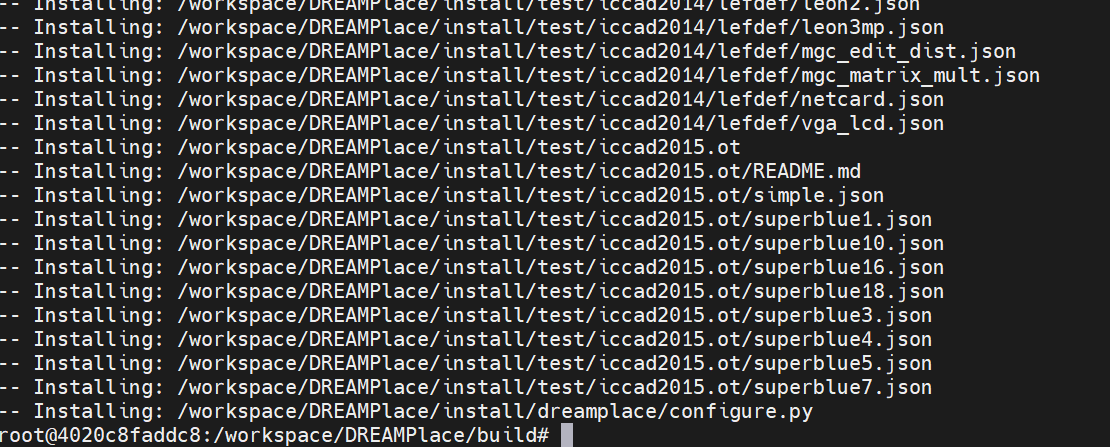 -- Installing: /workspace/DREAMPlace/install/test/iccad2014/lefdef/leon2.json
-- Installing: /workspace/DREAMPlace/install/test/iccad2014/lefdef/leon3mp.json
-- Installing: /workspace/DREAMPlace/install/test/iccad2014/lefdef/mgc_edit_dist.json
-- Installing: /workspace/DREAMPlace/install/test/iccad2014/lefdef/mgc_matrix_mult.json
-- Installing: /workspace/DREAMPlace/install/test/iccad2014/lefdef/netcard.json
-- Installing: /workspace/DREAMPlace/install/test/iccad2014/lefdef/vga_lcd.json
-- Installing: /workspace/DREAMPlace/install/test/iccad2015.ot
-- Installing: /workspace/DREAMPlace/install/test/iccad2015.ot/README.md
-- Installing: /workspace/DREAMPlace/install/test/iccad2015.ot/simple.json
-- Installing: /workspace/DREAMPlace/install/test/iccad2015.ot/superblue1.json
-- Installing: /workspace/DREAMPlace/install/test/iccad2015.ot/superblue10.json
-- Installing: /workspace/DREAMPlace/install/test/iccad2015.ot/superblue16.json
-- Installing: /workspace/DREAMPlace/install/test/iccad2015.ot/superblue18.json
-- Installing: /workspace/DREAMPlace/install/test/iccad2015.ot/superblue3.json
-- Installing: /workspace/DREAMPlace/install/test/iccad2015.ot/superblue4.json
-- Installing: /workspace/DREAMPlace/install/test/iccad2015.ot/superblue5.json
-- Installing: /workspace/DREAMPlace/install/test/iccad2015.ot/superblue7.json
-- Installing: /workspace/DREAMPlace/install/dreamplace/configure.py
root@4020c8faddc8:/workspace/DREAMPlace/build#